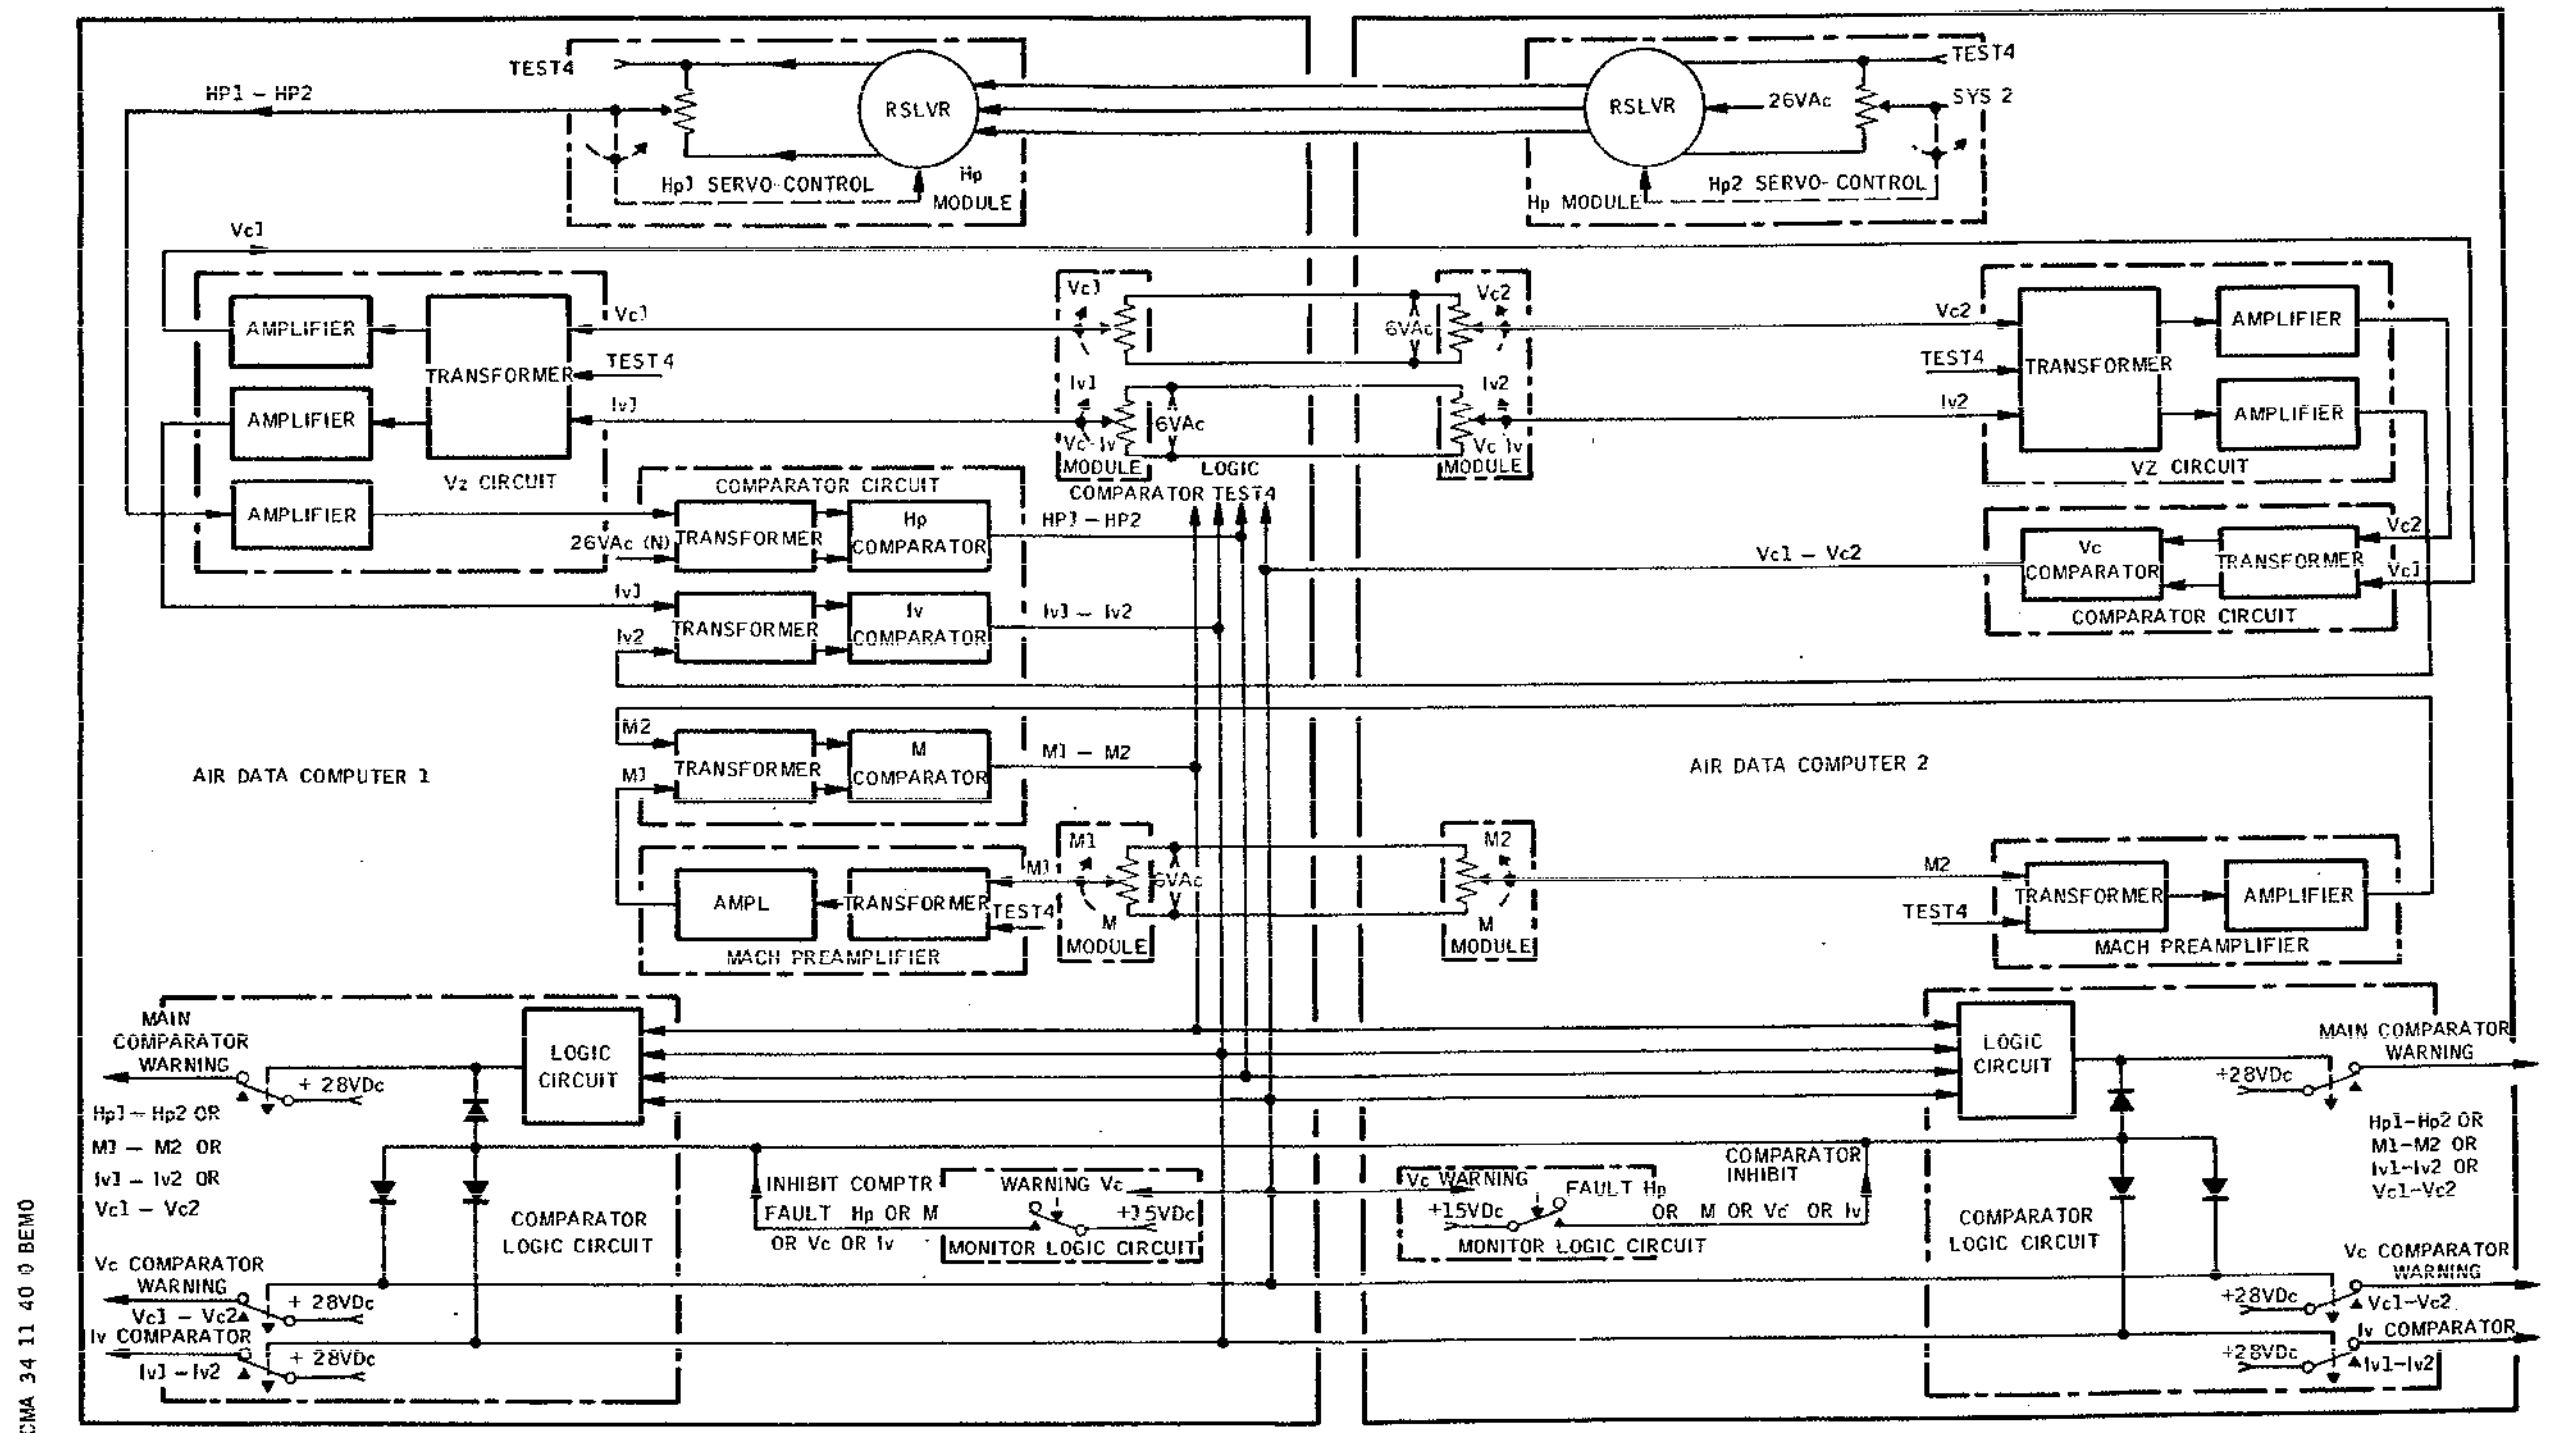 TEST4
HP1 - HP2
RSLVR
Hp
MODULE
Hp1 SERVO-CONTROL
RSLVR
26VAc
TEST4
SYS 2
Hp2 SERVO-CONTROL
Hp MODULE
Vc1
AMPLIFIER
AMPLIFIER
AMPLIFIER
TRANSFORMER
Vz CIRCUIT
Vc1
TEST4
Iv1
Vc1
Iv1
Vc-Iv
MODULE
6VAc
6VAc
Vc2
Iv2
Vc Iv
MODULE
Vc2
TEST4
Iv2
TRANSFORMER
AMPLIFIER
AMPLIFIER
VZ CIRCUIT
LOGIC
COMPARATOR TEST4
COMPARATOR CIRCUIT
26VAc (N)
TRANSFORMER
Hp
COMPARATOR
HP1 - HP2
Iv1
Iv2
TRANSFORMER
Iv
COMPARATOR
Iv1 - Iv2
Vc1 - Vc2
Vc
COMPARATOR
TRANSFORMER
Vc2
Vc1
COMPARATOR CIRCUIT
M2
M1
TRANSFORMER
M
COMPARATOR
M1 - M2
AIR DATA COMPUTER 1
AIR DATA COMPUTER 2
AMPL
TRANSFORMER
M1
TEST4
MACH PREAMPLIFIER
M1
M
MODULE
6VAc
M2
M
MODULE
M2
TEST4
TRANSFORMER
AMPLIFIER
MACH PREAMPLIFIER
MAIN
COMPARATOR
WARNING
+ 28VDc
LOGIC
CIRCUIT
Hp1 - Hp2 OR
M1 - M2 OR
Iv1 - Iv2 OR
Vc1 - Vc2
COMPARATOR
LOGIC CIRCUIT
INHIBIT COMPTR
FAULT Hp OR M
OR Vc OR Iv
WARNING Vc
+15VDc
MONITOR LOGIC CIRCUIT
Vc WARNING
+15VDc
MONITOR LOGIC CIRCUIT
COMPARATOR
INHIBIT
FAULT Hp
OR M OR Vc OR Iv
LOGIC
CIRCUIT
COMPARATOR
LOGIC CIRCUIT
MAIN COMPARATOR
WARNING
+28VDc
Hp1-Hp2 OR
M1-M2 OR
Iv1-Iv2 OR
Vc1-Vc2
Vc COMPARATOR
WARNING
Vc1 - Vc2
+ 28VDc
Iv COMPARATOR
Iv1 - Iv2
+ 28VDc
Vc COMPARATOR
WARNING
+28VDc
Vc1-Vc2
Iv COMPARATOR
+28VDc
Iv1-Iv2
CMA 34 11 40 0 BEMO